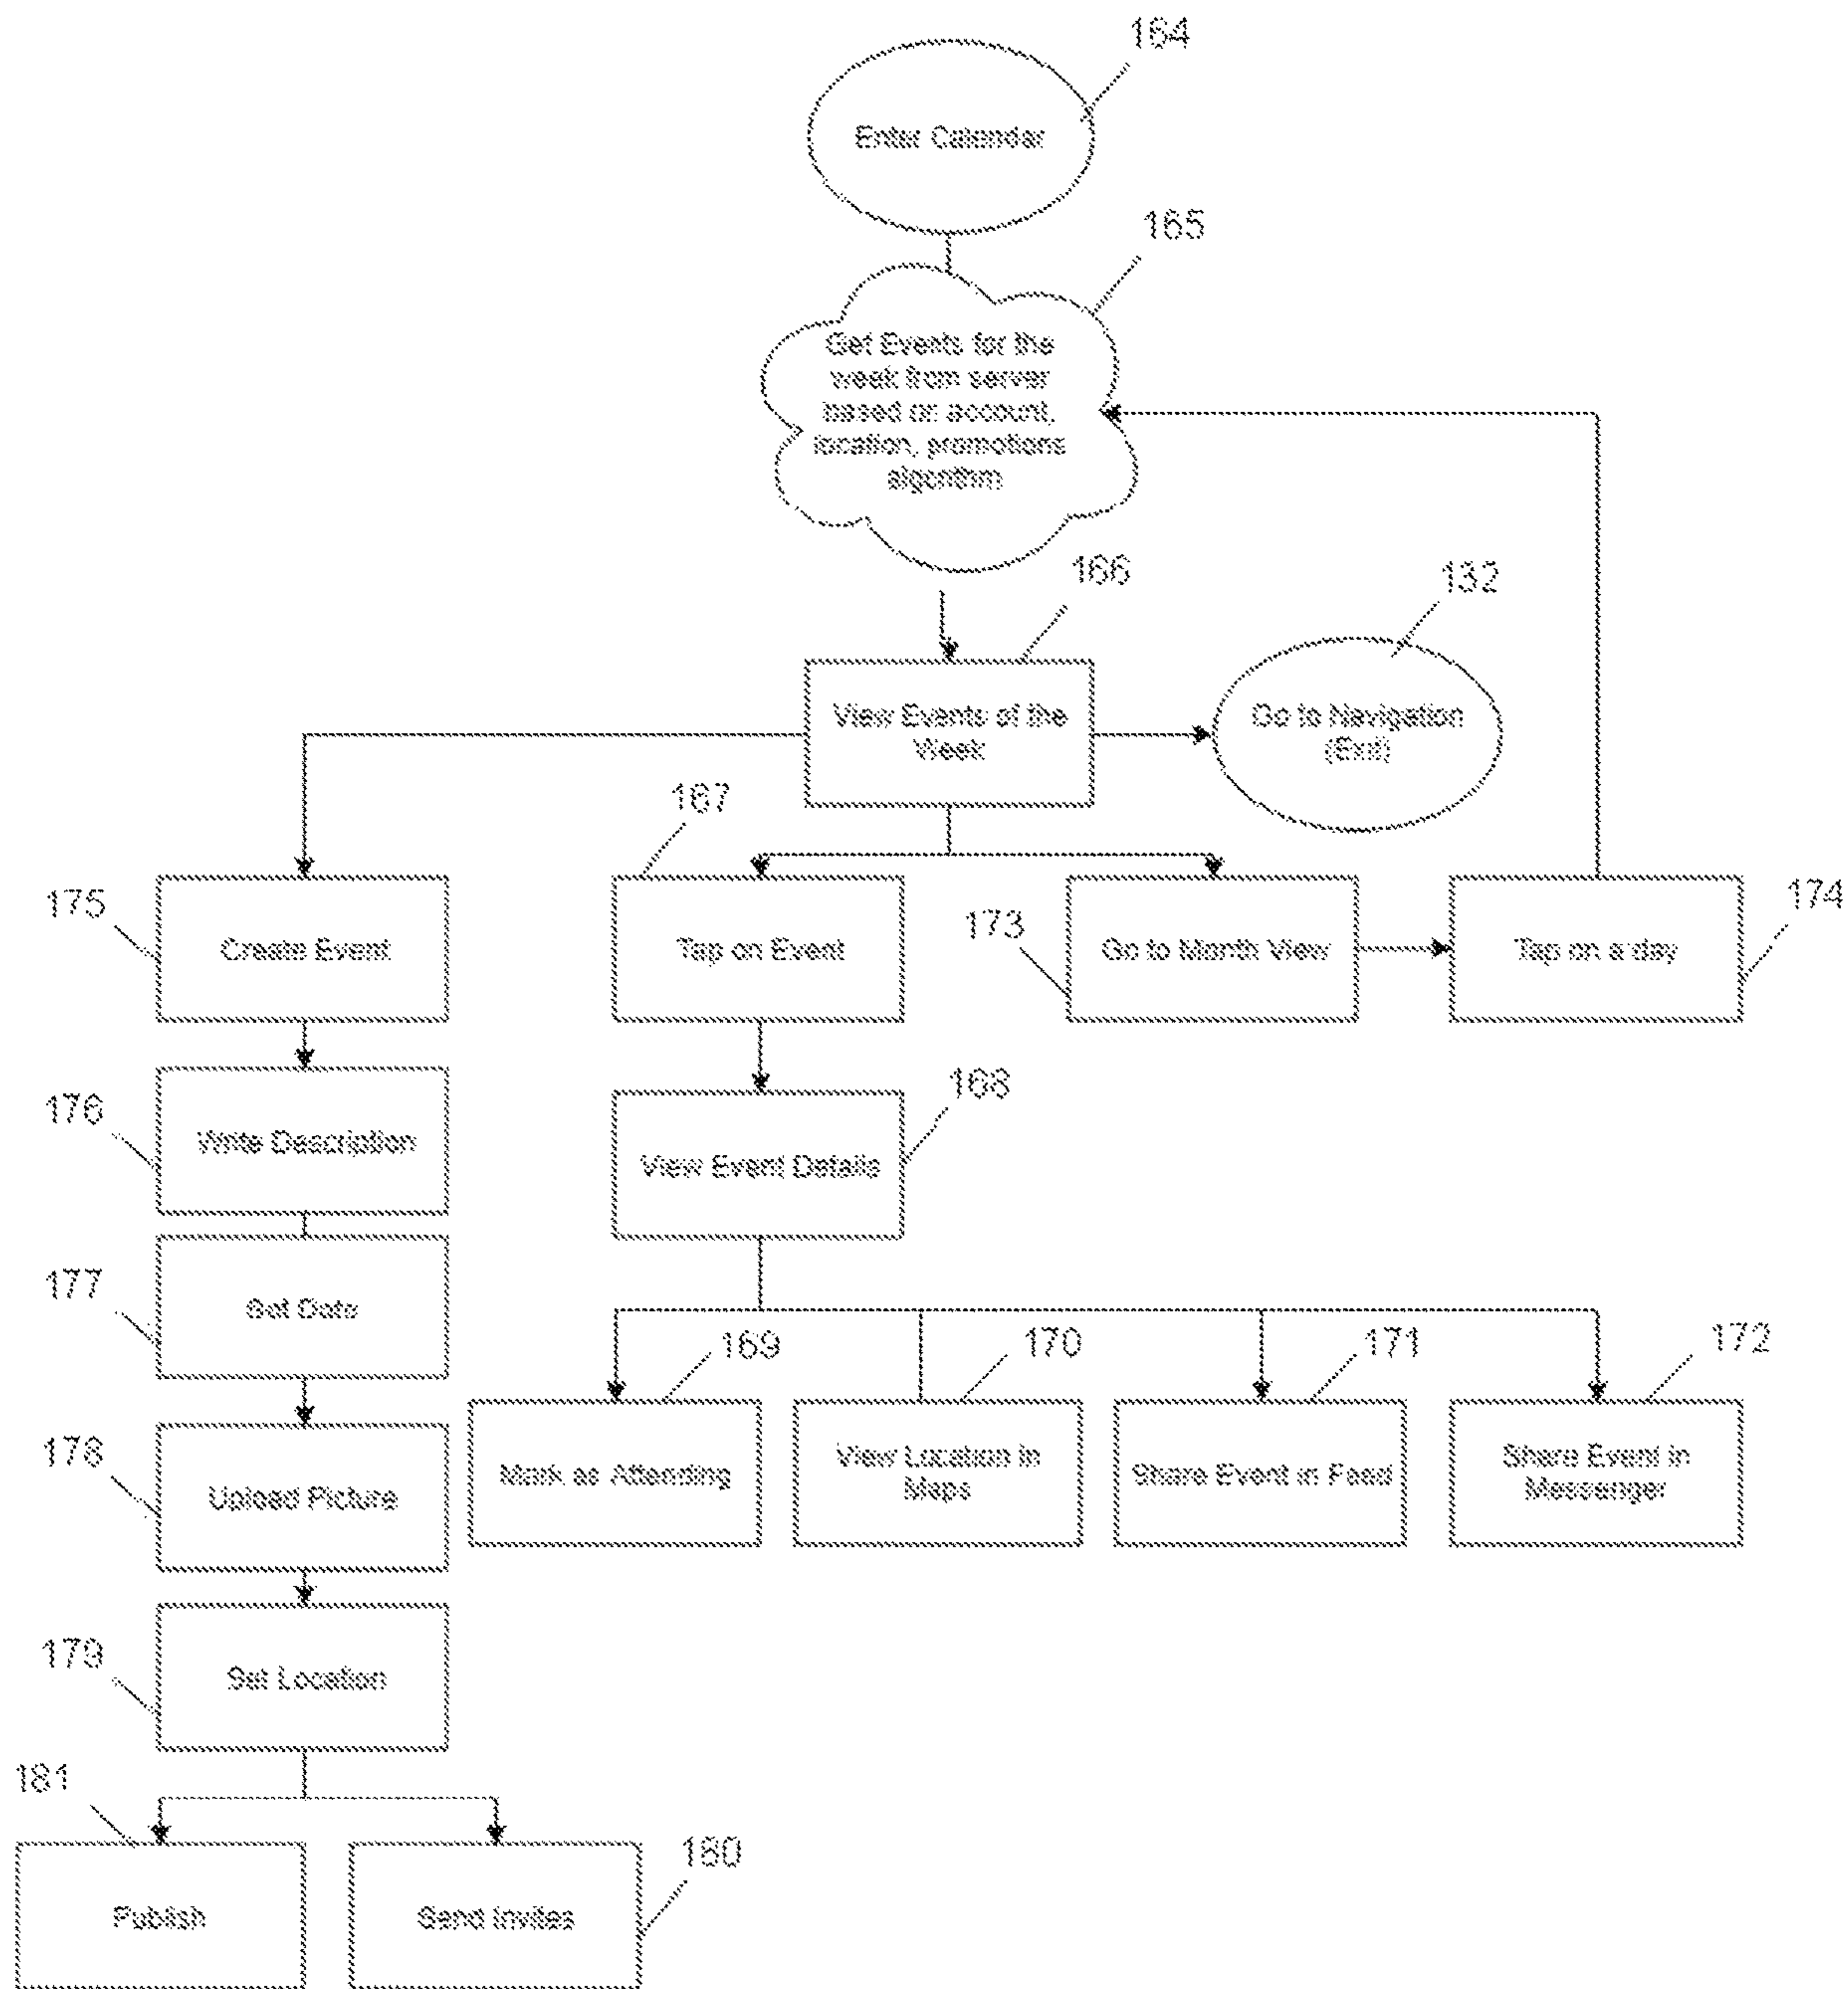 164
Enter Calendar
165
Get Events for the
week from server
based on account,
location, promotions
algorithm
166
132
View Events of the
Week
Go to Navigation
(Exit)
167
175
Create Event
Tap on Event
173
Go to Month View
Tap on a day
174
176
Write Description
View Event Details
168
177
Set Date
169
170
171
172
178
Upload Picture
Mark as Attending
View Location in
Maps
Share Event in Feed
Share Event in
Messenger
179
Set Location
181
180
Publish
Send Invites